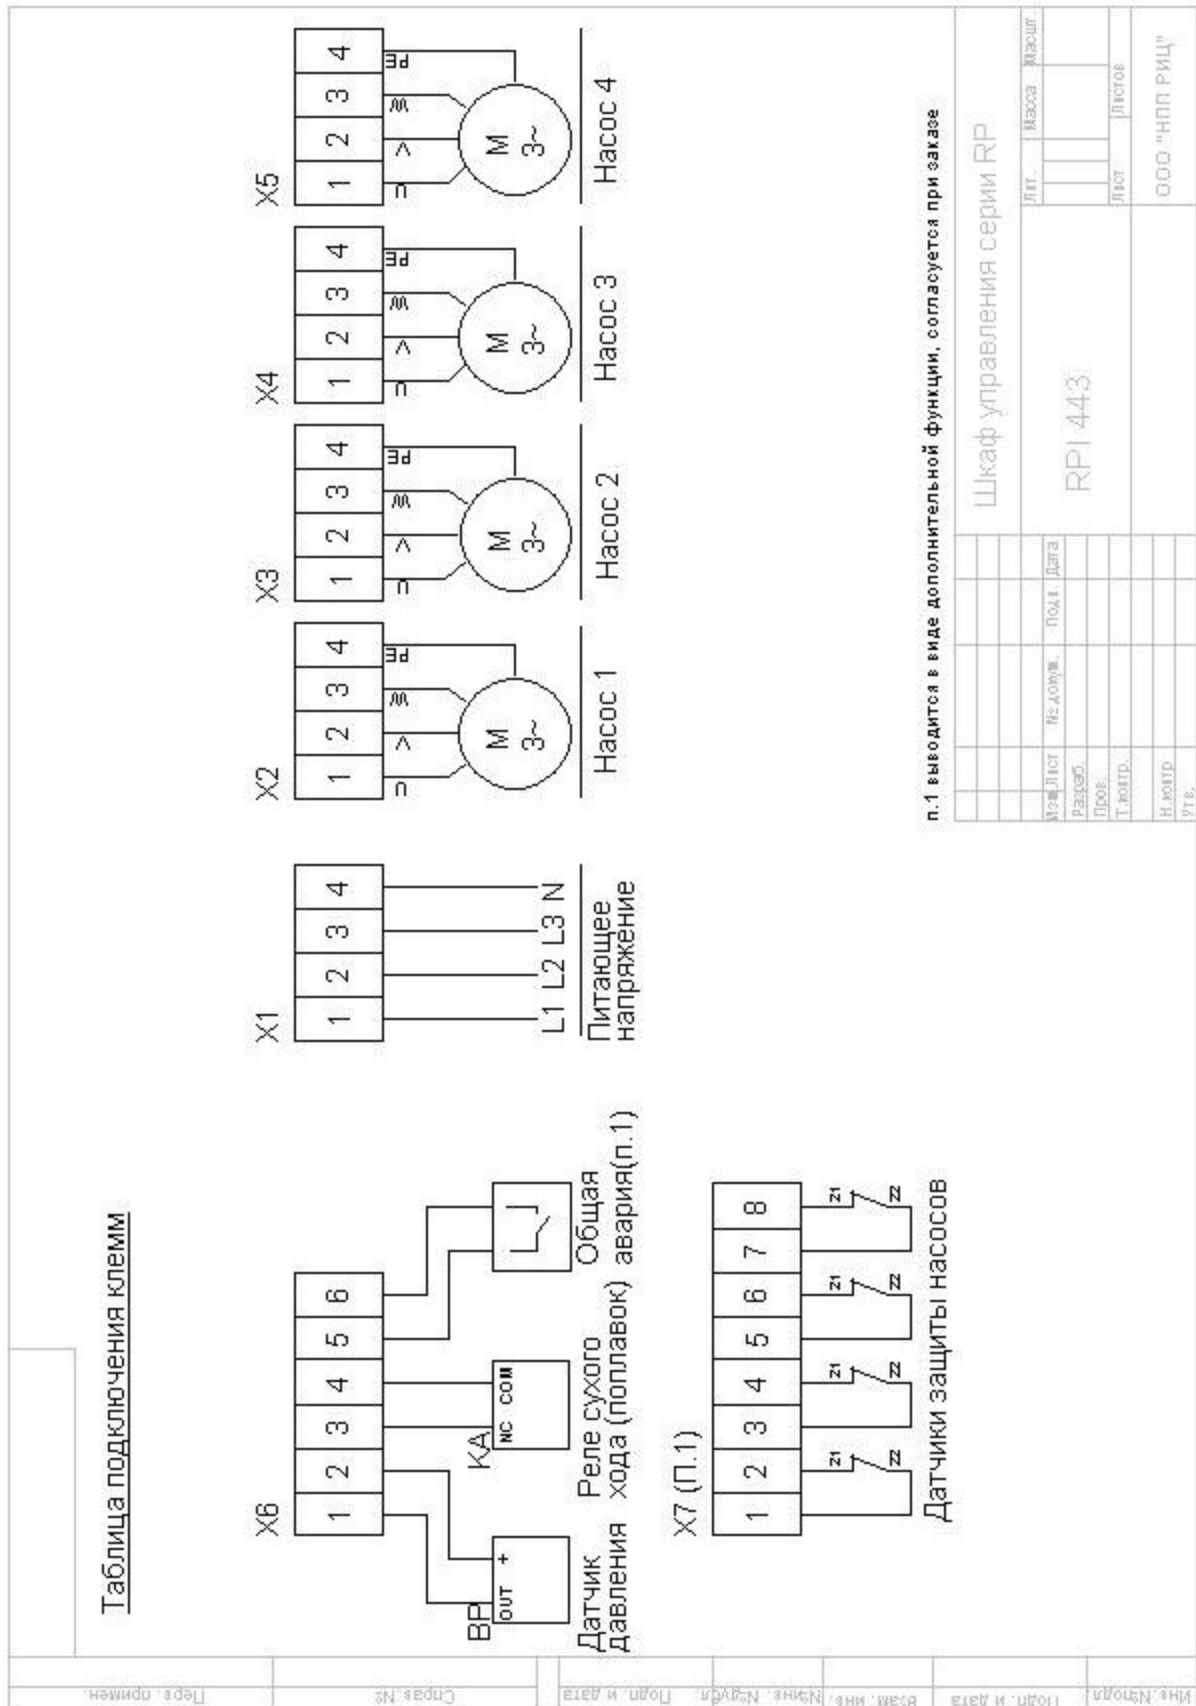 Таблица подключения клемм
X6
1 2 3 4 5 6
BP
OUT +
KA
NC COM
Датчик
давления
Реле сухого
хода (поплавок)
Общая
авария(п.1)
X1
1 2 3 4
L1 L2 L3 N
Питающее
напряжение
X2
1 2 3 4
U V W PE
M
3~
Насос 1
X3
1 2 3 4
U V W PE
M
3~
Насос 2
X4
1 2 3 4
U V W PE
M
3~
Насос 3
X5
1 2 3 4
U V W PE
M
3~
Насос 4
X7 (П.1)
1 2 3 4 5 6 7 8
Z1 Z1 Z1 Z1
Z2 Z2 Z2 Z2
Датчики защиты насосов
п.1 выводится в виде дополнительной функции, согласуется при заказе
Шкаф управления серии RP
RPI 443
Лит. Масса Масшт.
Лист Листов
ООО "НПП РИЦ"
Изм. Лист № докум. Подп. Дата
Разраб.
Пров.
Т.контр.
Н.контр
Утв.
Перв. примен.
Справ. №
Подп. и дата
Инв. № дубл.
Взам. инв. №
Подп. и дата
Инв. № подл.